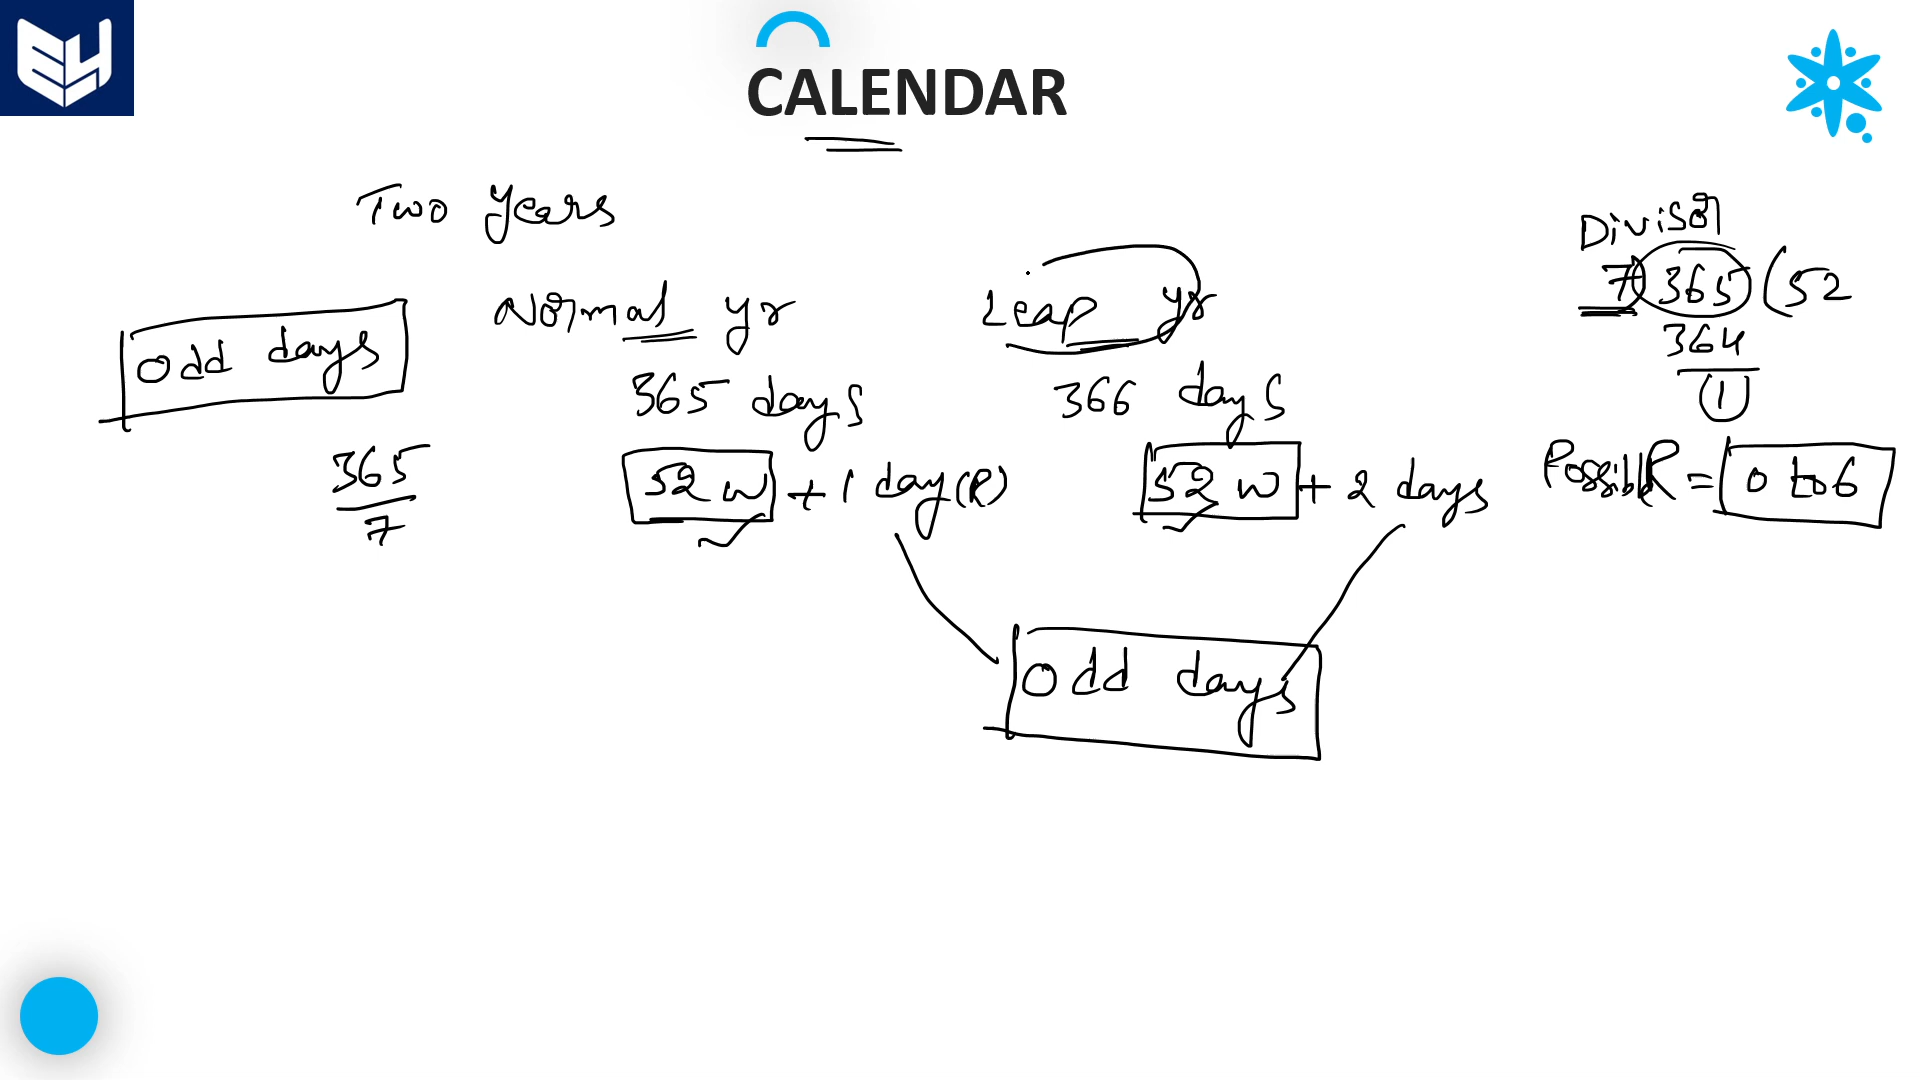 EY
CALENDAR
Two years
Divisor
7) 365 (52
364
1
Normal yr
Leap yr
odd days
365 days
366 days
365
7
52 w + 1 day (R)
52 w + 2 days
Possible R = 0 to 6
odd days